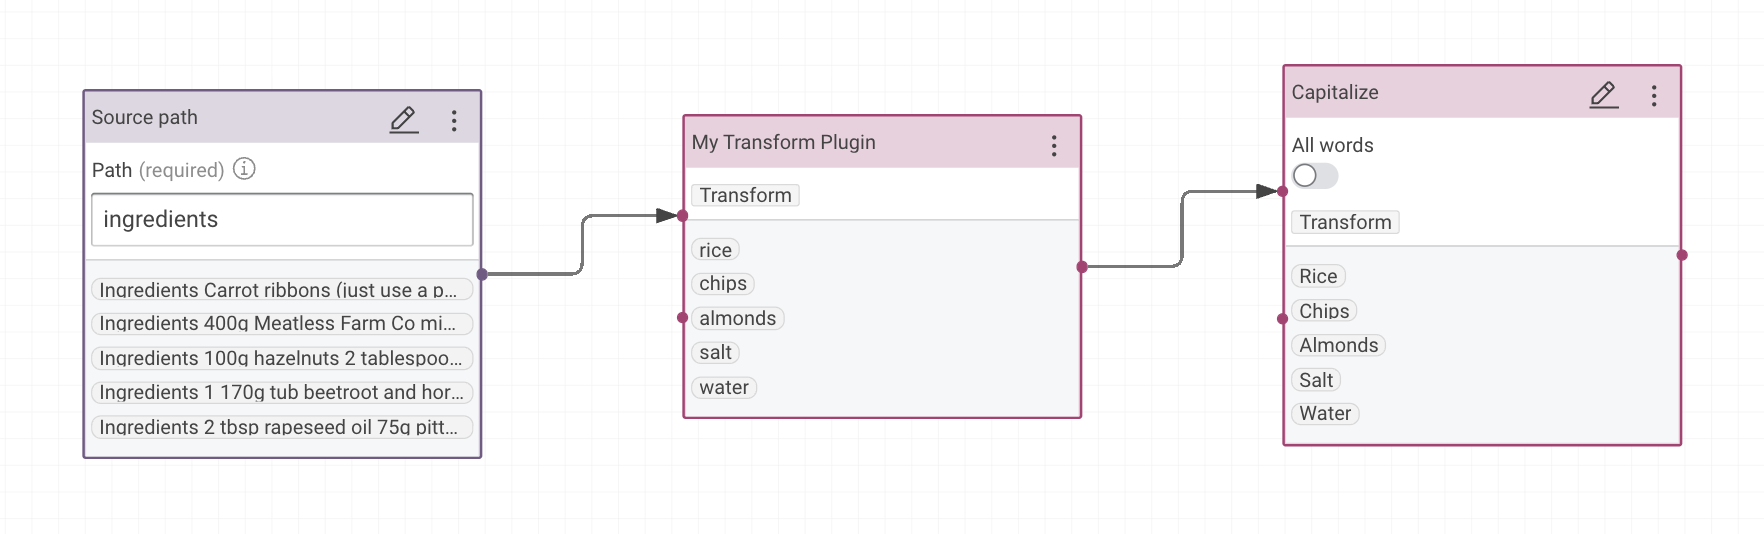 Source path
Path (required)
ingredients
Ingredients Carrot ribbons (just use a p...
Ingredients 400g Meatless Farm Co mi...
Ingredients 100g hazelnuts 2 tablespoo...
Ingredients 1 170g tub beetroot and hor...
Ingredients 2 tbsp rapeseed oil 75g pitt...
My Transform Plugin
Transform
rice
chips
almonds
salt
water
Capitalize
All words
Transform
Rice
Chips
Almonds
Salt
Water